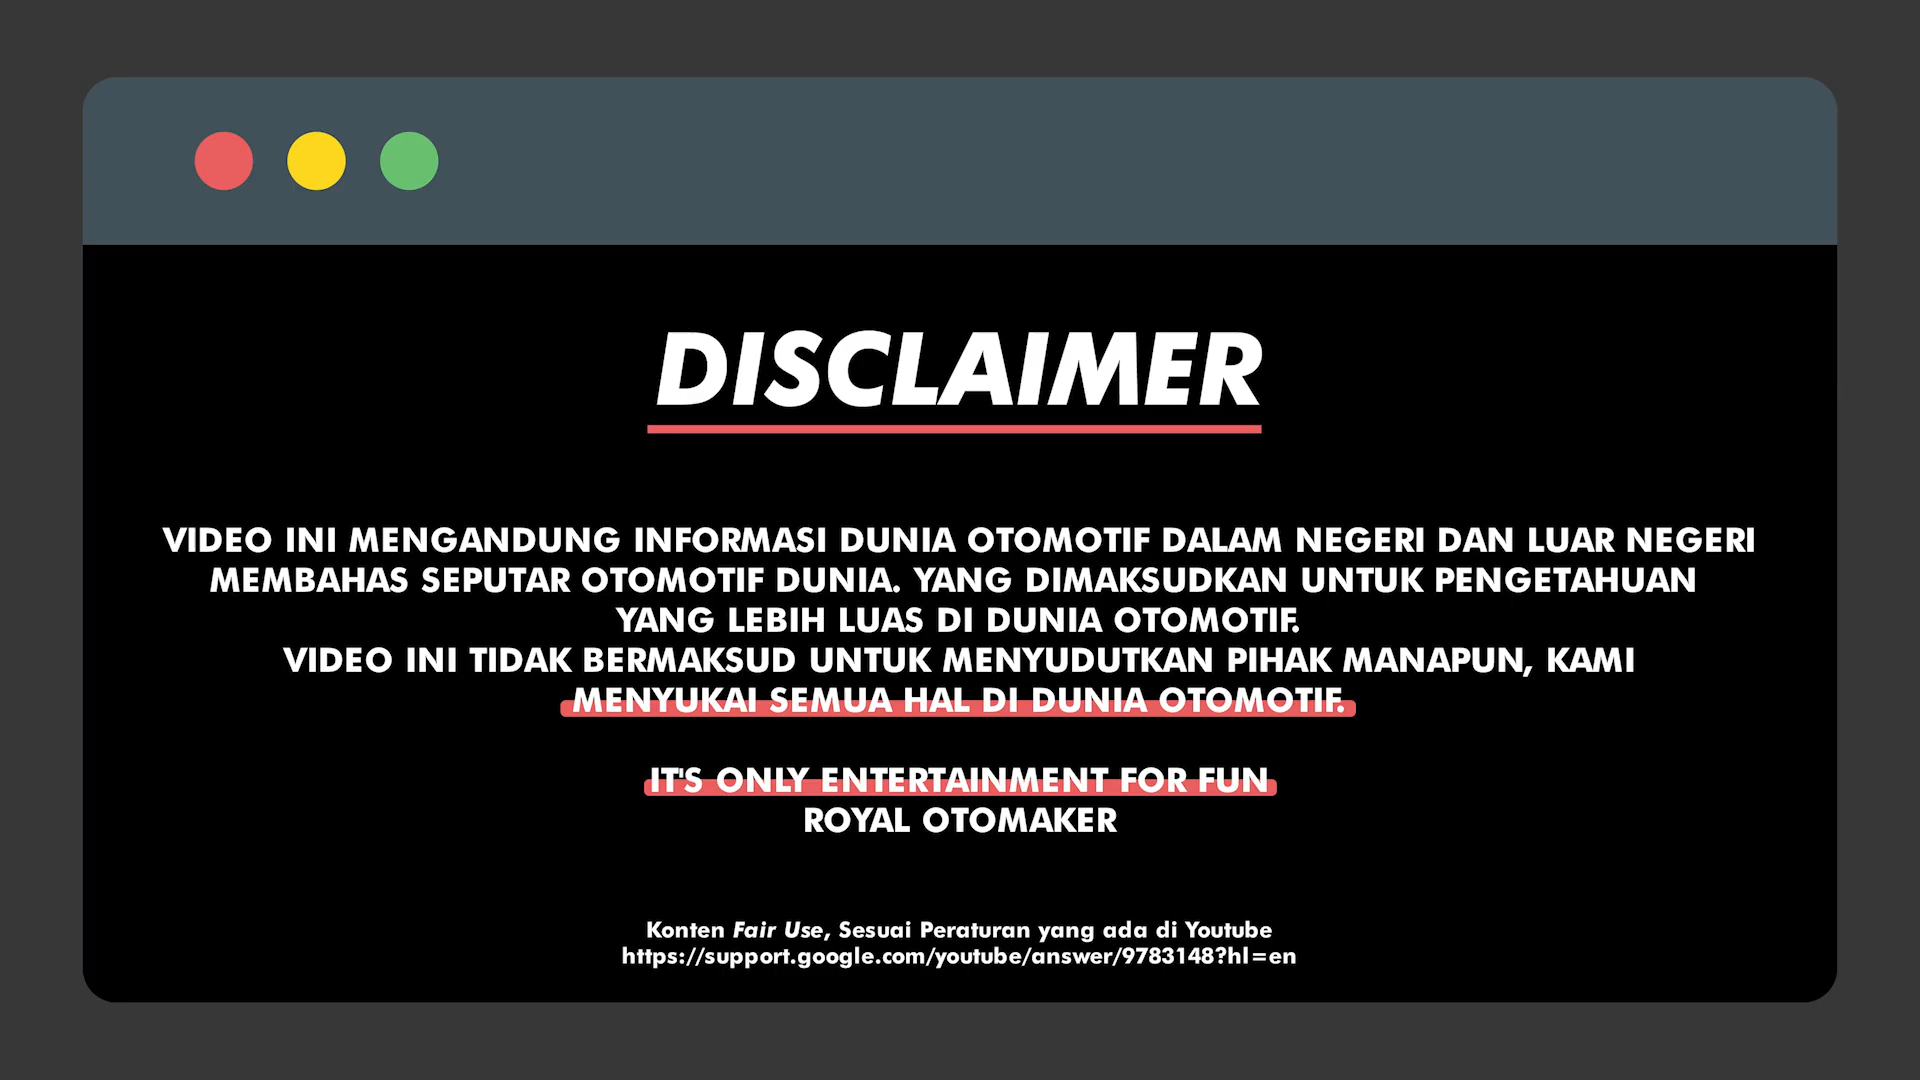 DISCLAIMER
VIDEO INI MENGANDUNG INFORMASI DUNIA OTOMOTIF DALAM NEGERI DAN LUAR NEGERI
MEMBAHAS SEPUTAR OTOMOTIF DUNIA. YANG DIMAKSUDKAN UNTUK PENGETAHUAN
YANG LEBIH LUAS DI DUNIA OTOMOTIF.
VIDEO INI TIDAK BERMAKSUD UNTUK MENYUDUTKAN PIHAK MANAPUN, KAMI
MENYUKAI SEMUA HAL DI DUNIA OTOMOTIF.
IT'S ONLY ENTERTAINMENT FOR FUN
ROYAL OTOMAKER
Konten Fair Use, Sesuai Peraturan yang ada di Youtube
https://support.google.com/youtube/answer/9783148?hl=en